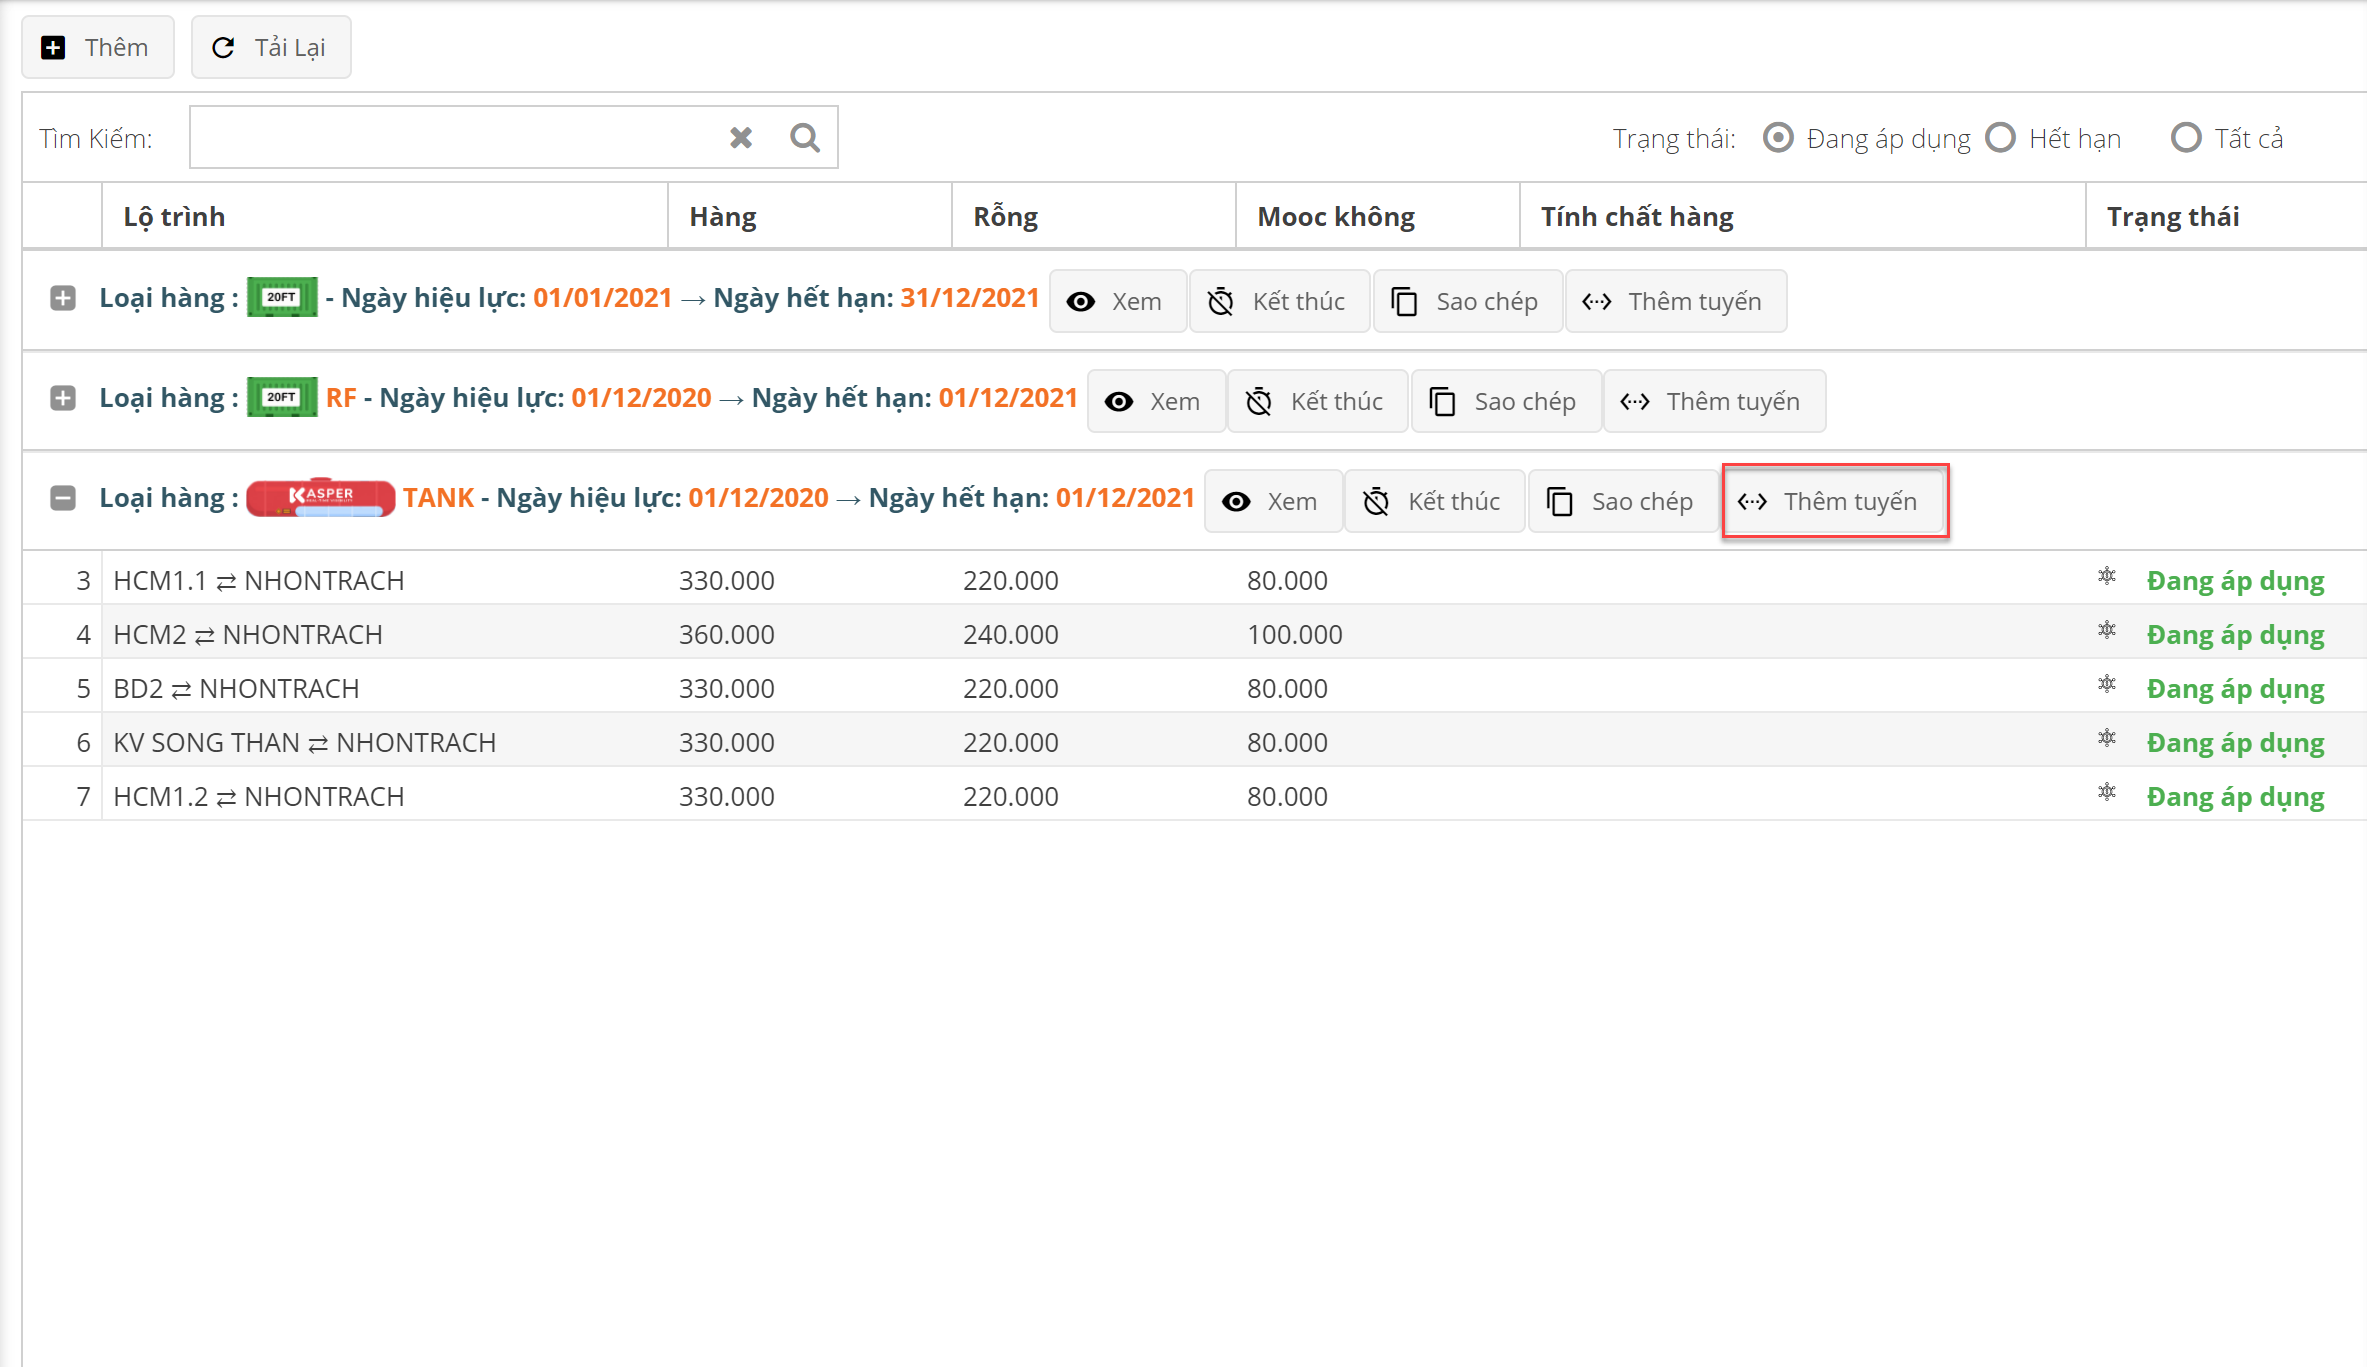 Thêm Tải Lại
Tìm Kiếm: Trạng thái: Đang áp dụng Hết hạn Tất cả
Lộ trình Hàng Rỗng Mooc không Tính chất hàng Trạng thái
Loại hàng : 20FT - Ngày hiệu lực: 01/01/2021 → Ngày hết hạn: 31/12/2021 Xem Kết thúc Sao chép Thêm tuyến
Loại hàng : 20FT RF - Ngày hiệu lực: 01/12/2020 → Ngày hết hạn: 01/12/2021 Xem Kết thúc Sao chép Thêm tuyến
Loại hàng : KASPER TANK - Ngày hiệu lực: 01/12/2020 → Ngày hết hạn: 01/12/2021 Xem Kết thúc Sao chép Thêm tuyến
3 HCM1.1 ⇄ NHONTRACH 330.000 220.000 80.000 Đang áp dụng
4 HCM2 ⇄ NHONTRACH 360.000 240.000 100.000 Đang áp dụng
5 BD2 ⇄ NHONTRACH 330.000 220.000 80.000 Đang áp dụng
6 KV SONG THAN ⇄ NHONTRACH 330.000 220.000 80.000 Đang áp dụng
7 HCM1.2 ⇄ NHONTRACH 330.000 220.000 80.000 Đang áp dụng